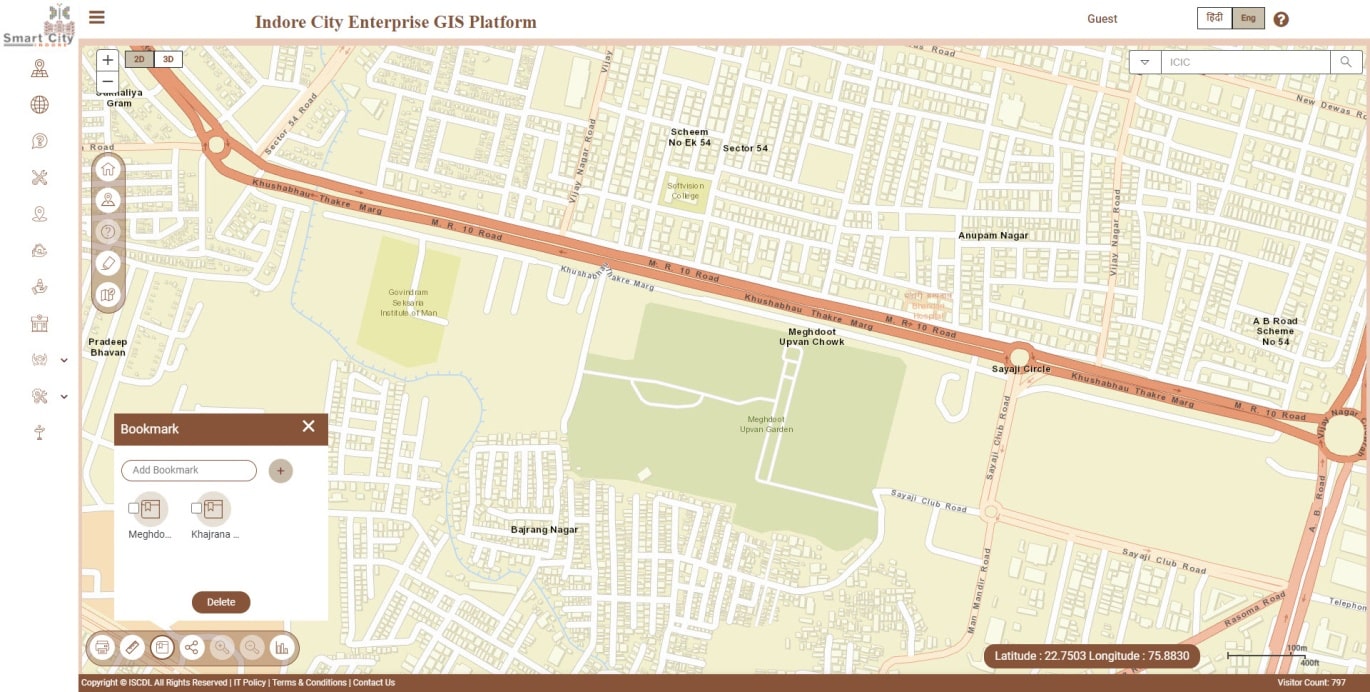 Smart City
INDORE
Indore City Enterprise GIS Platform
Guest
हिंदी
Eng
?
+
−
2D
3D
ICIC
Gram
Sector 54 Road
Vijay
Vijay Nagar Road
Road
Scheem
No Ek 54
Sector 54
New Dewas
Softvision
College
Khushabhau Thakre Marg
M. R. 10 Road
Vijay Nagar Road
Anupam Nagar
M. R. 10 Road
Khushabhau Thakre Marg
Govindram
Seksaria
Institute of Man
Khushabhau Thakre Marg
M. R. 10 Road
Hospital
Meghdoot
Upvan Chowk
A B Road
Scheme
No 54
Pradeep
Bhavan
Sayaji Circle
Khushabhau Thakre Marg
M. R. 10 Road
Vijay Nagar
Meghdoot
Upvan Garden
Sayaji Club Road
Bookmark
Add Bookmark
+
Meghdo...
Khajrana ...
Delete
Sayaji Club Road
A. B. Road
Bajrang Nagar
Sayaji Club Road
Man Mandir Road
Rasoma Road
Telephon
Latitude : 22.7503 Longitude : 75.8830
100m
400ft
Copyright © ISCDL All Rights Reserved | IT Policy | Terms & Conditions | Contact Us
Visitor Count: 797